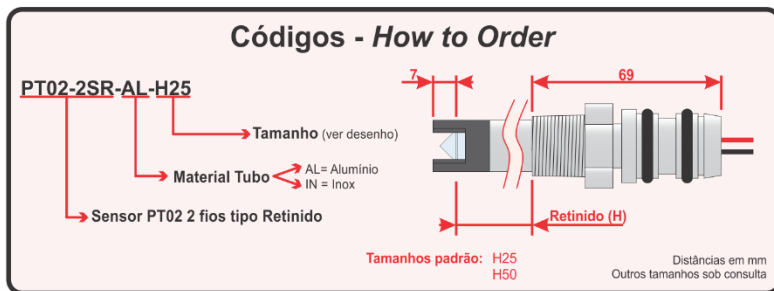 Códigos - How to Order
PT02-2SR-AL-H25
Tamanho (ver desenho)
Material Tubo
AL= Alumínio
IN = Inox
Sensor PT02 2 fios tipo Retinido
7
69
Retinido (H)
Tamanhos padrão: H25
H50
Distâncias em mm
Outros tamanhos sob consulta